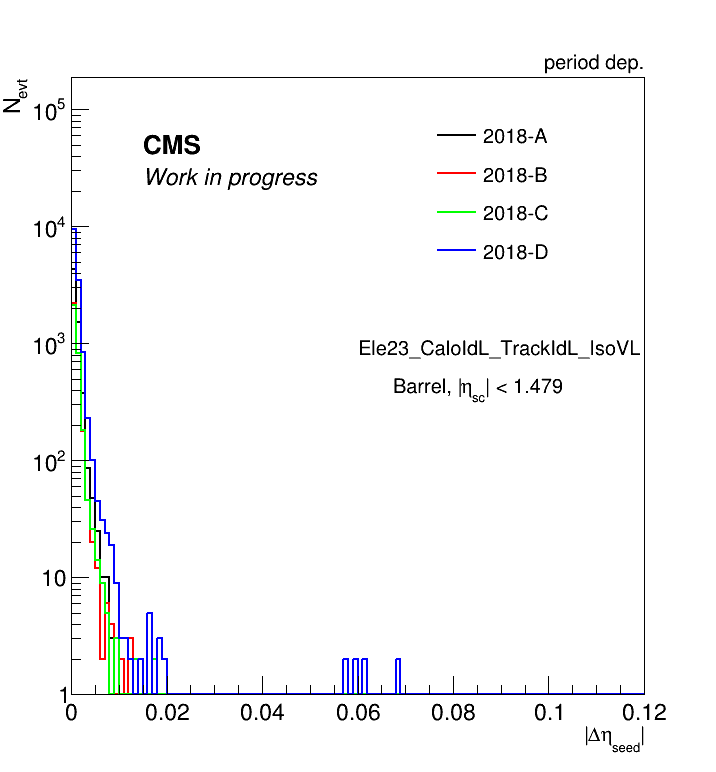 period dep.
N_evt
10^5
10^4
10^3
10^2
10
1
CMS
Work in progress
2018-A
2018-B
2018-C
2018-D
Ele23_CaloIdL_TrackIdL_IsoVL
Barrel, |η_sc| < 1.479
0 0.02 0.04 0.06 0.08 0.1 0.12
|Δη_seed|